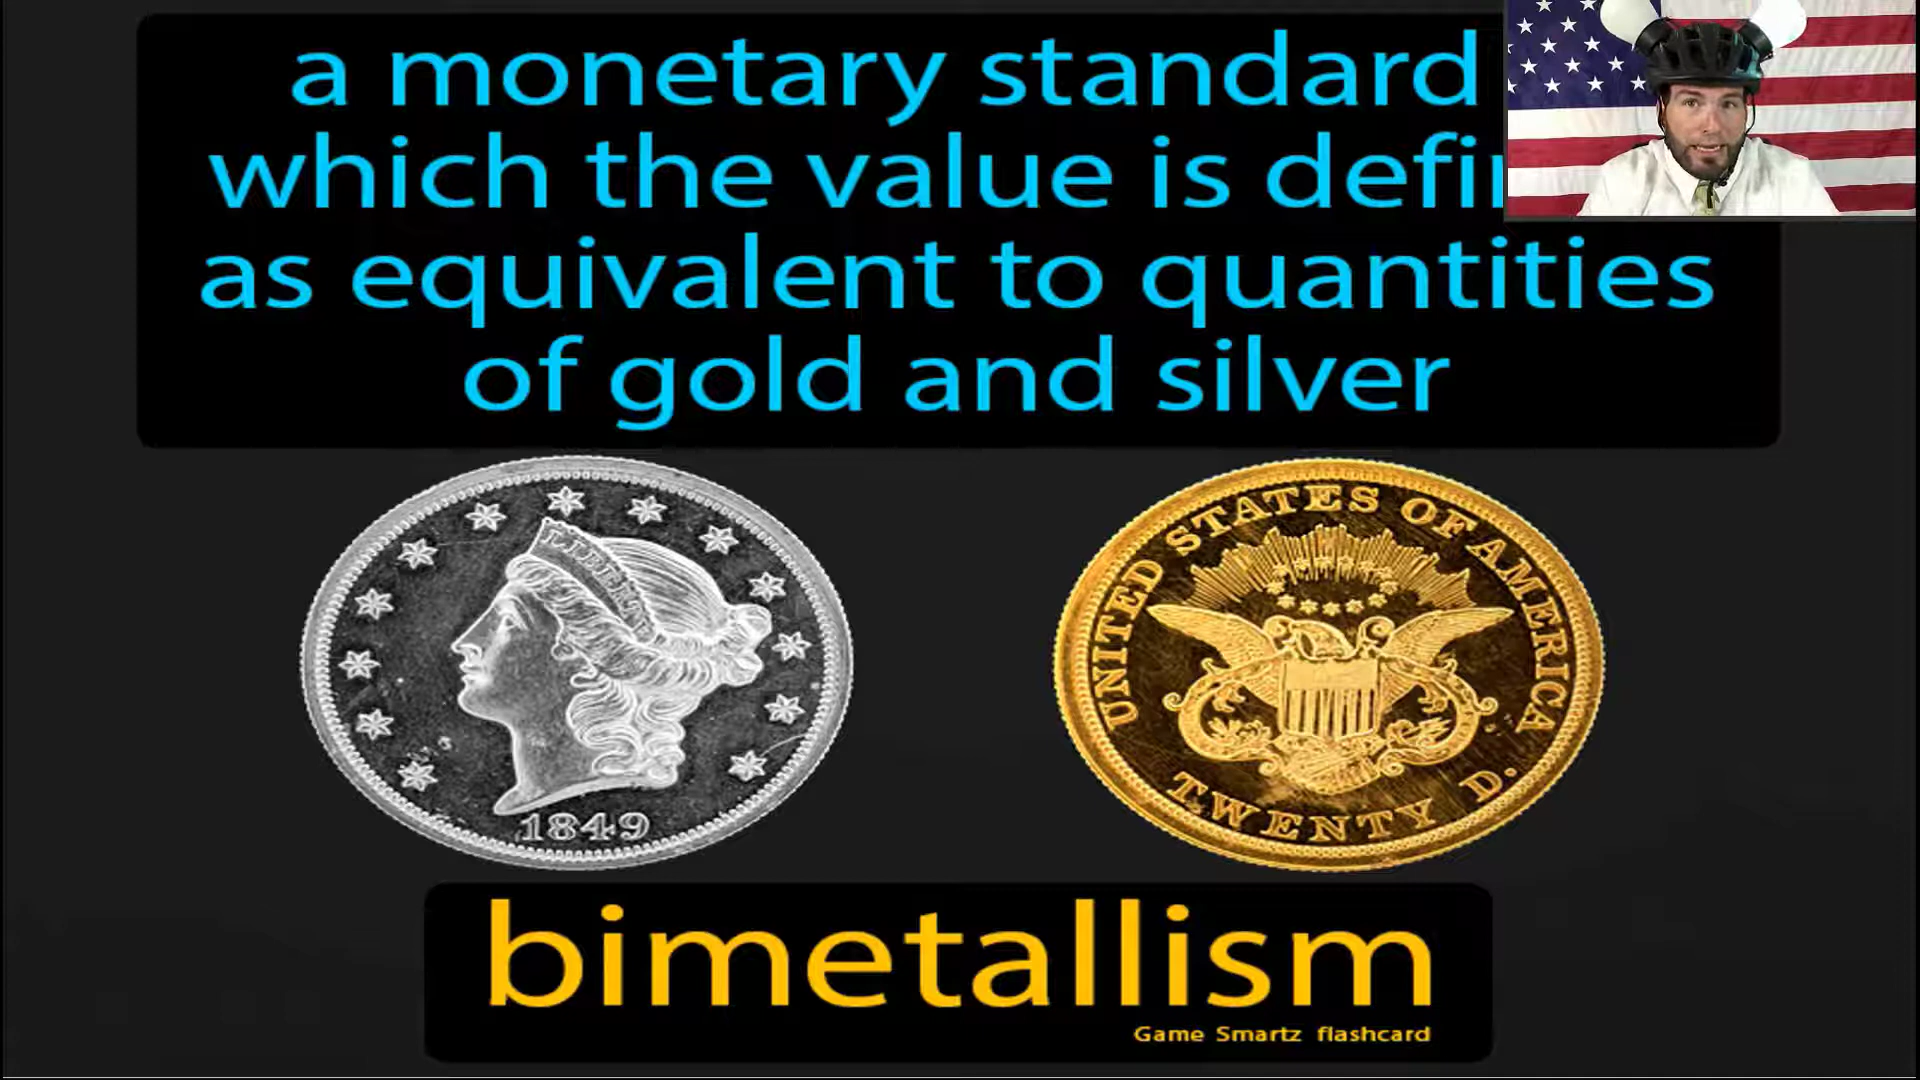 a monetary standard
which the value is defin
as equivalent to quantities
of gold and silver
LIBERTY
1849
UNITED STATES OF AMERICA
TWENTY D.
bimetallism
Game Smartz flashcard